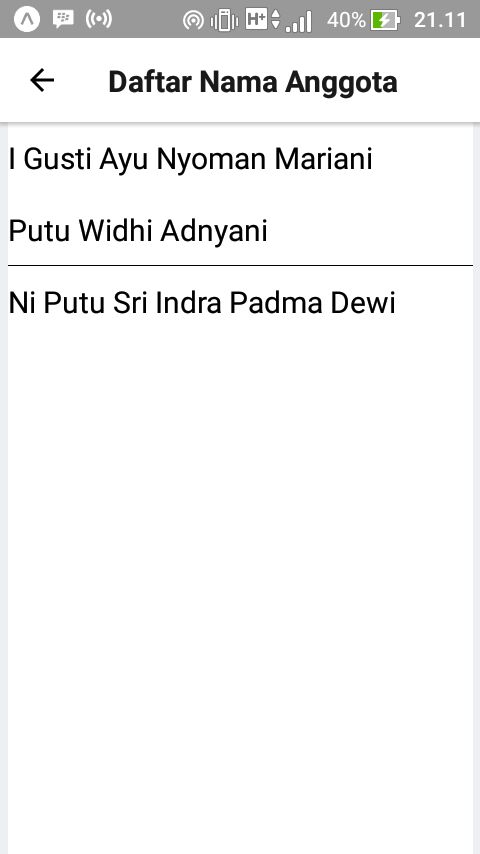 H+ 40% 21.11
Daftar Nama Anggota
I Gusti Ayu Nyoman Mariani
Putu Widhi Adnyani
Ni Putu Sri Indra Padma Dewi